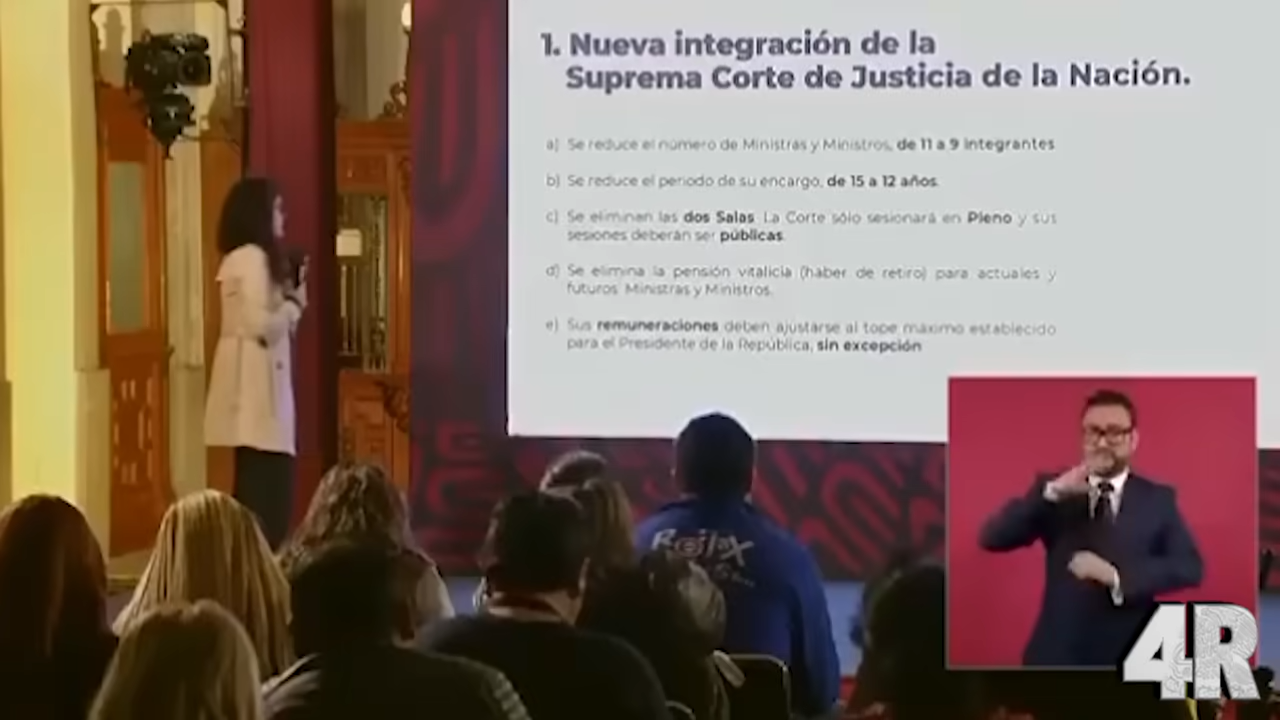 1. Nueva integración de la
Suprema Corte de Justicia de la Nación.
a) Se reduce el número de Ministras y Ministros, de 11 a 9 integrantes
b) Se reduce el periodo de su encargo, de 15 a 12 años.
c) Se eliminan las dos Salas. La Corte sólo sesionará en Pleno y sus
sesiones deberán ser públicas.
d) Se elimina la pensión vitalicia (haber de retiro) para actuales y
futuros Ministras y Ministros.
e) Sus remuneraciones deben ajustarse al tope máximo establecido
para el Presidente de la República, sin excepción
4R